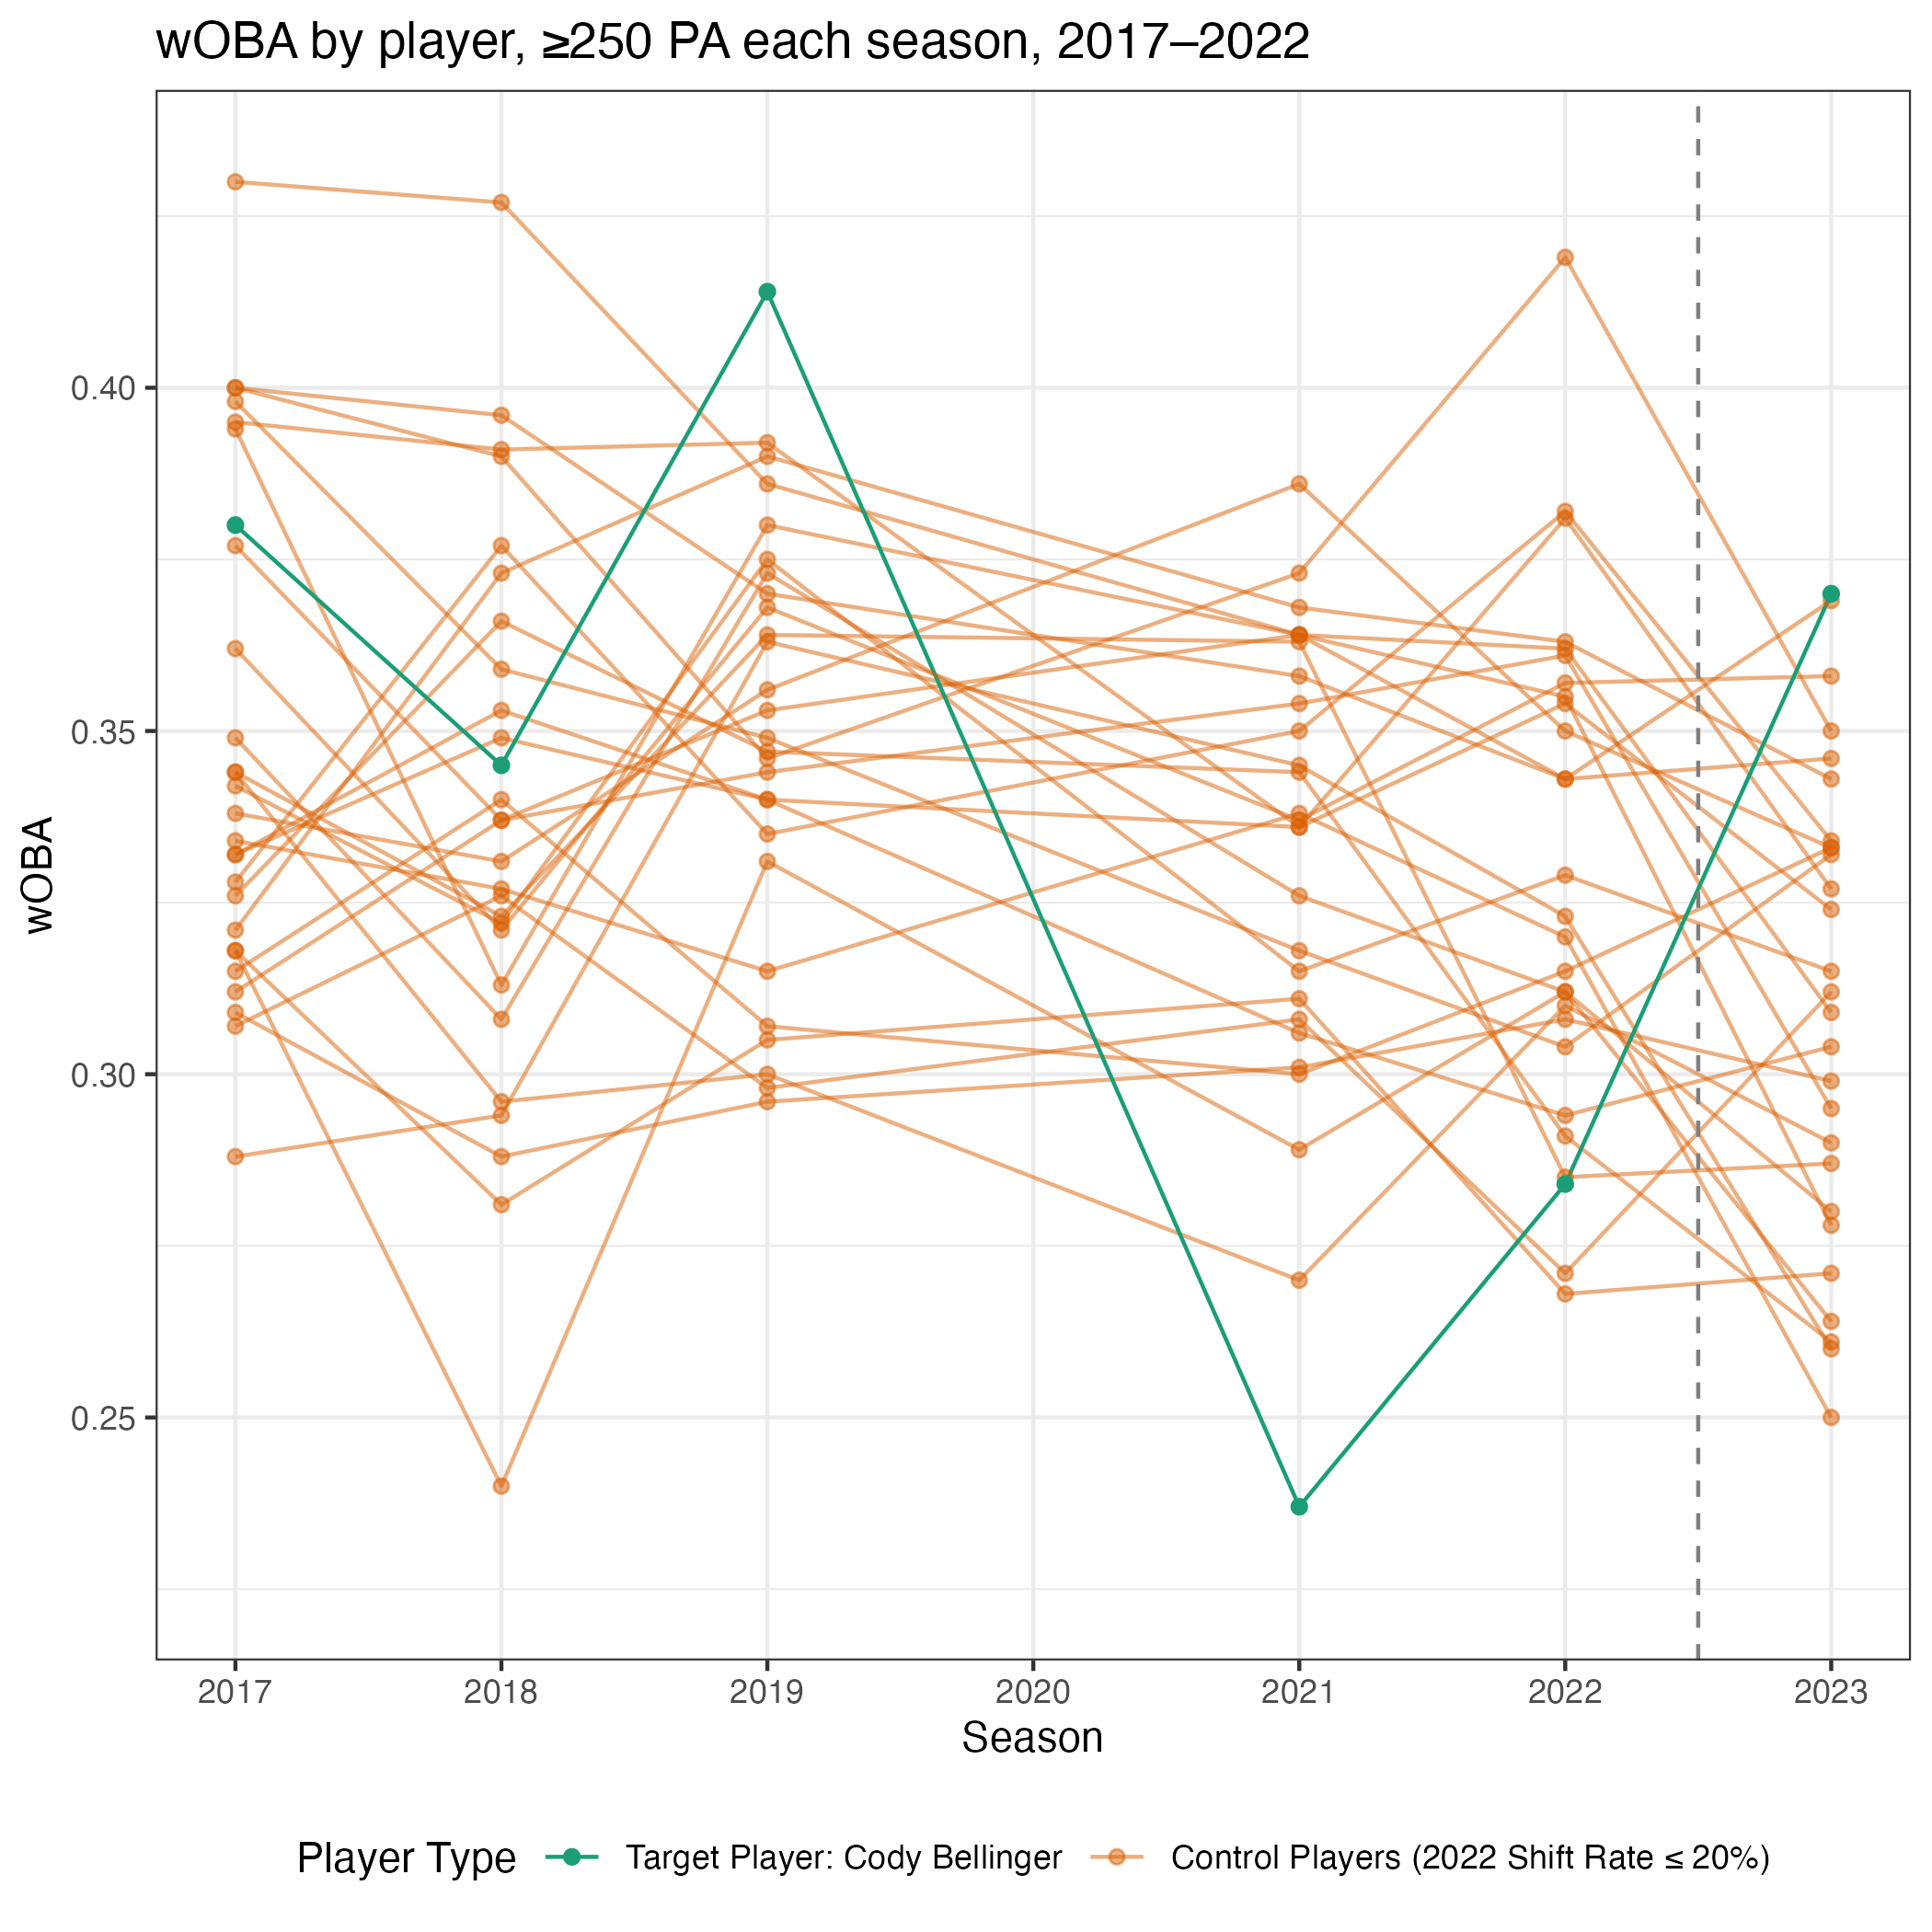 wOBA by player, ≥250 PA each season, 2017–2022
wOBA
0.40
0.35
0.30
0.25
2017 2018 2019 2020 2021 2022 2023
Season
Player Type Target Player: Cody Bellinger Control Players (2022 Shift Rate ≤ 20%)